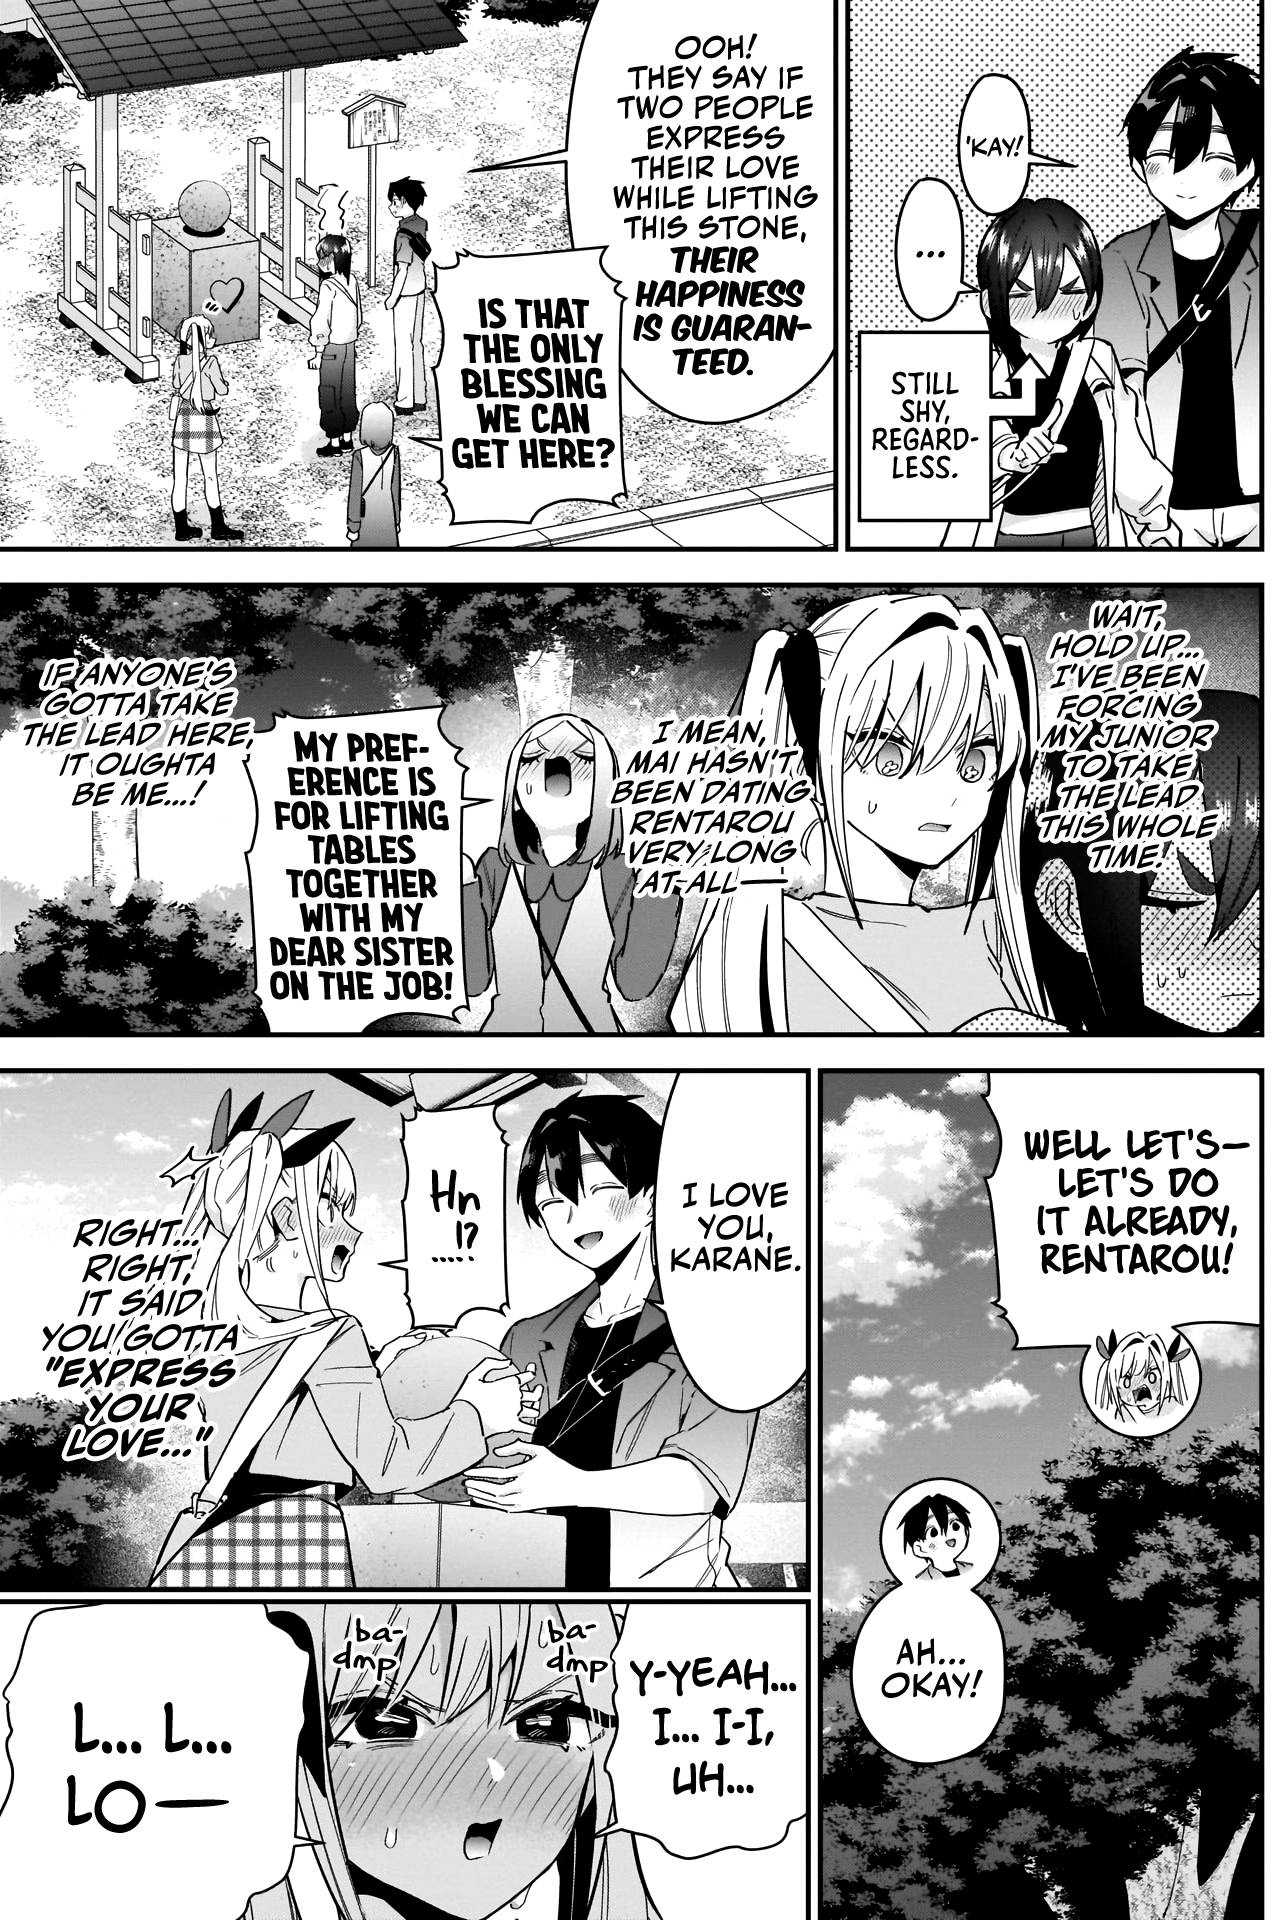 'KAY!
...
STILL
SHY,
REGARD-
LESS.
OOH!
THEY SAY IF
TWO PEOPLE
EXPRESS
THEIR LOVE
WHILE LIFTING
THIS STONE,
THEIR
HAPPINESS
IS GUARAN-
TEED.
IS THAT
THE ONLY
BLESSING
WE CAN
GET HERE?
WAIT,
HOLD UP...
I'VE BEEN
FORCING
MY JUNIOR
TO TAKE
THE LEAD
THIS WHOLE
TIME!
I MEAN,
MAI HASN'T
BEEN DATING
RENTAROU
VERY LONG
AT ALL—
MY PREF-
ERENCE IS
FOR LIFTING
TABLES
TOGETHER
WITH MY
DEAR SISTER
ON THE JOB!
IF ANYONE'S
GOTTA TAKE
THE LEAD HERE,
IT OUGHTA
BE ME...!
WELL LET'S—
LET'S DO
IT ALREADY,
RENTAROU!
AH...
OKAY!
I LOVE
YOU,
KARANE.
Hn
.....!?
RIGHT...
RIGHT,
IT SAID
YOU GOTTA
"EXPRESS
YOUR
LOVE..."
Y-YEAH...
I... I-I,
UH...
ba-
dmp
ba-
dmp
L... L...
LO—